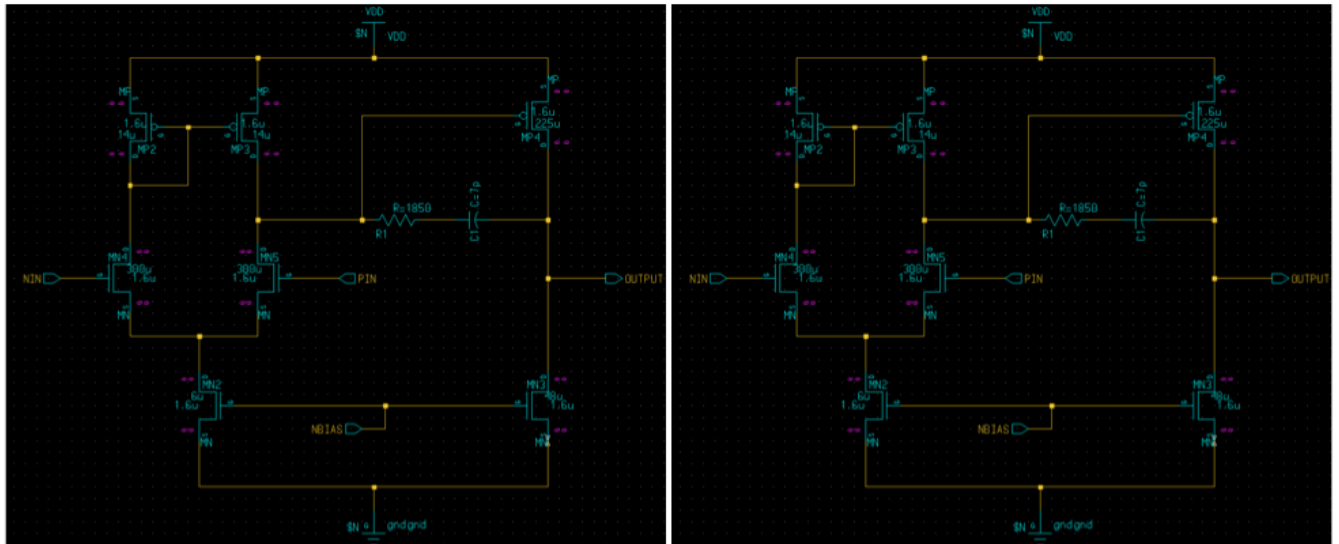 VDD
$N VDD
MP
S
G
D
1.6u
14u
MP2
MP
S
G
D
1.6u
14u
MP3
MP
S
G
D
1.6u
225u
MP4
R=1850
R1
C=7p
C1
NIN
MN4
D
G
S
300u
1.6u
MN
MN5
D
G
S
300u
1.6u
MN
PIN
OUTPUT
MN2
D
G
S
6u
1.6u
MN
NBIAS
MN3
D
G
1.6u
$N G gndgnd
VDD
$N VDD
MP
S
G
D
1.6u
14u
MP2
MP
S
G
D
1.6u
14u
MP3
MP
S
G
D
1.6u
225u
MP4
R=1850
R1
C=7p
C1
NIN
MN4
D
G
S
300u
1.6u
MN
MN5
D
G
S
300u
1.6u
MN
PIN
OUTPUT
MN2
D
G
S
6u
1.6u
MN
NBIAS
MN3
D
G
1.6u
$N G gndgnd